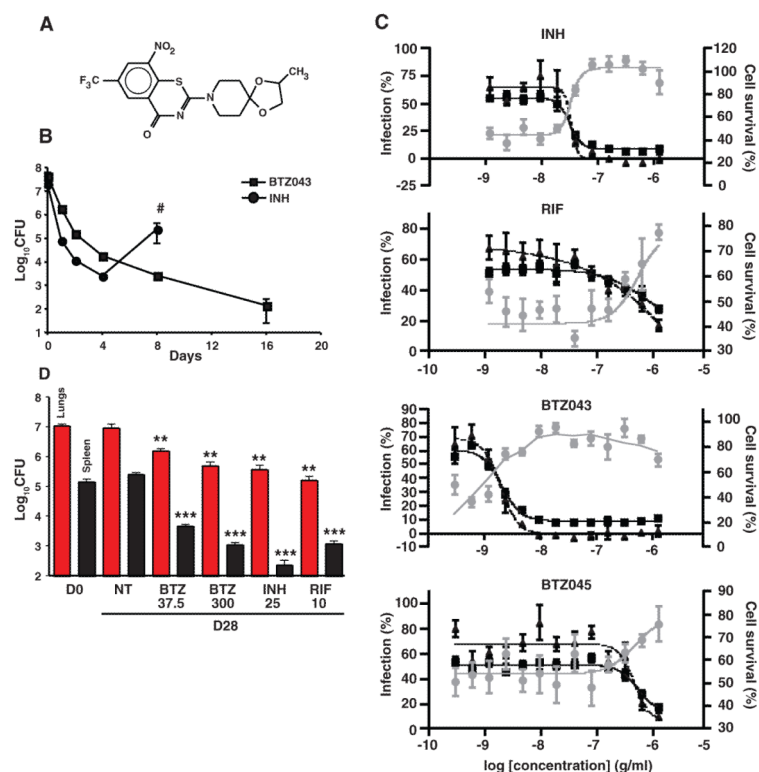 A
NO₂
F₃C
S
N
N
O
O
O
CH₃
B
BTZ043
INH
#
Log₁₀CFU
8
7
6
5
4
3
2
1
0
4
8
12
16
20
Days
D
Lungs
Spleen
Log₁₀CFU
8
7
6
5
4
3
2
**
***
**
***
**
***
**
***
D0
NT
BTZ
37.5
BTZ
300
INH
25
RIF
10
D28
C
INH
Infection (%)
100
75
50
25
0
-25
-9
-8
-7
-6
120
100
80
60
40
20
0
Cell survival (%)
RIF
Infection (%)
80
60
40
20
0
-10
-9
-8
-7
-6
-5
80
70
60
50
40
30
Cell survival (%)
BTZ043
Infection (%)
90
80
70
60
50
40
30
20
10
0
-10
-9
-8
-7
-6
100
80
60
40
20
0
Cell survival (%)
BTZ045
Infection (%)
100
80
60
40
20
0
-10
-9
-8
-7
-6
-5
90
80
70
60
50
40
30
Cell survival (%)
log [concentration] (g/ml)